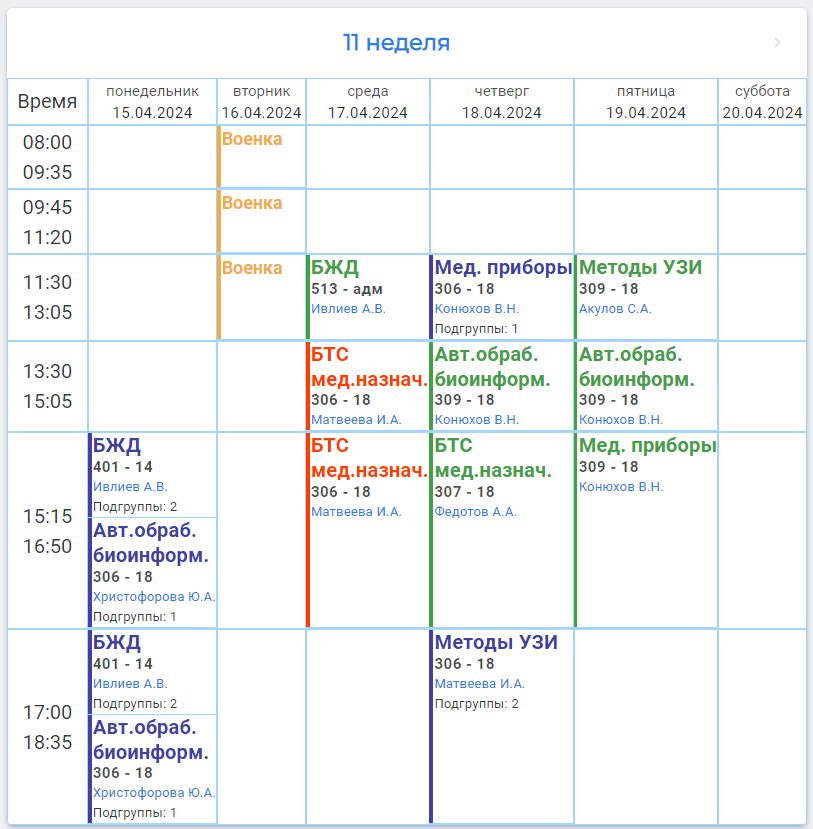 11 неделя
Время
понедельник
15.04.2024
вторник
16.04.2024
среда
17.04.2024
четверг
18.04.2024
пятница
19.04.2024
суббота
20.04.2024
08:00
09:35
Военка
09:45
11:20
Военка
11:30
13:05
Военка
БЖД
513 - адм
Ивлиев А.В.
Мед. приборы
306 - 18
Конюхов В.Н.
Подгруппы: 1
Методы УЗИ
309 - 18
Акулов С.А.
13:30
15:05
БТС
мед.назнач.
306 - 18
Матвеева И.А.
Авт.обраб.
биоинформ.
309 - 18
Конюхов В.Н.
Авт.обраб.
биоинформ.
309 - 18
Конюхов В.Н.
15:15
16:50
БЖД
401 - 14
Ивлиев А.В.
Подгруппы: 2
Авт.обраб.
биоинформ.
306 - 18
Христофорова Ю.А.
Подгруппы: 1
БТС
мед.назнач.
306 - 18
Матвеева И.А.
БТС
мед.назнач.
307 - 18
Федотов А.А.
Мед. приборы
309 - 18
Конюхов В.Н.
17:00
18:35
БЖД
401 - 14
Ивлиев А.В.
Подгруппы: 2
Авт.обраб.
биоинформ.
306 - 18
Христофорова Ю.А.
Подгруппы: 1
Методы УЗИ
306 - 18
Матвеева И.А.
Подгруппы: 2